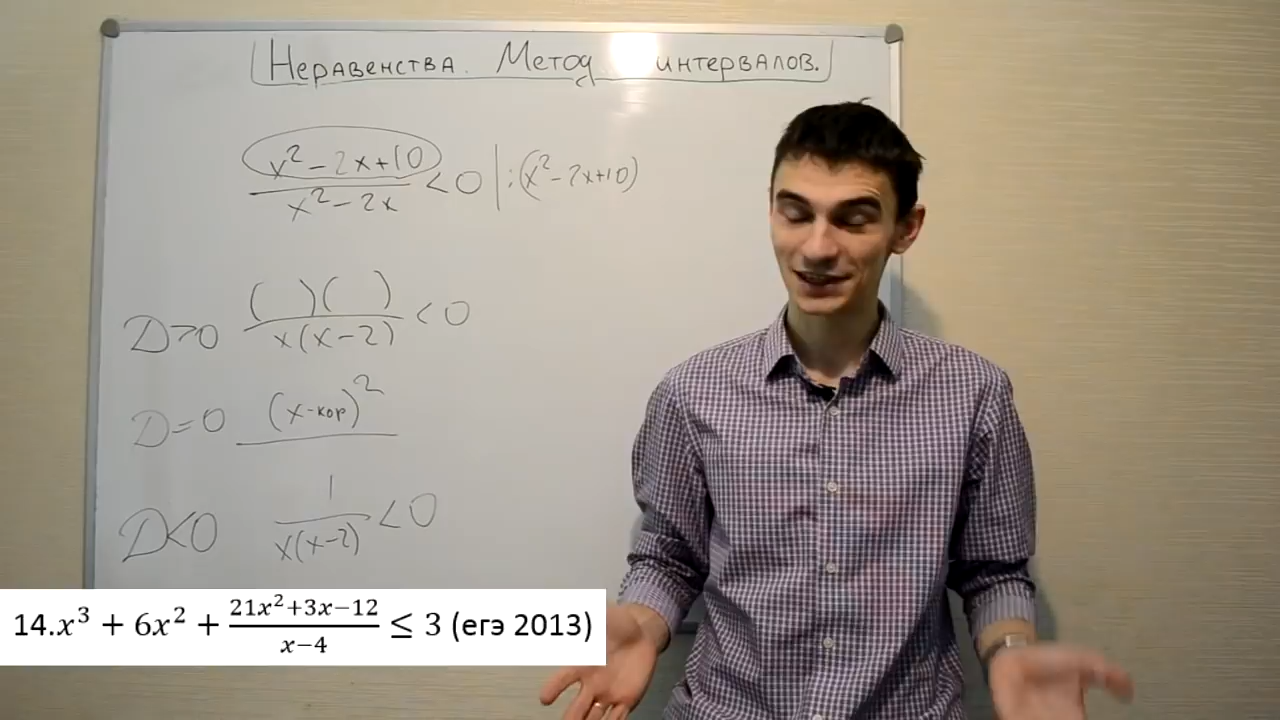 Неравенства. Метод интервалов.
x²-2x+10 / x²-2x < 0 | :(x²-2x+10)
D>0 ( )( ) / x(x-2) < 0
D=0 (x-кор)²
D<0 1 / x(x-2) < 0
14.x³ + 6x² + 21x²+3x-12 / x-4 ≤ 3 (егэ 2013)